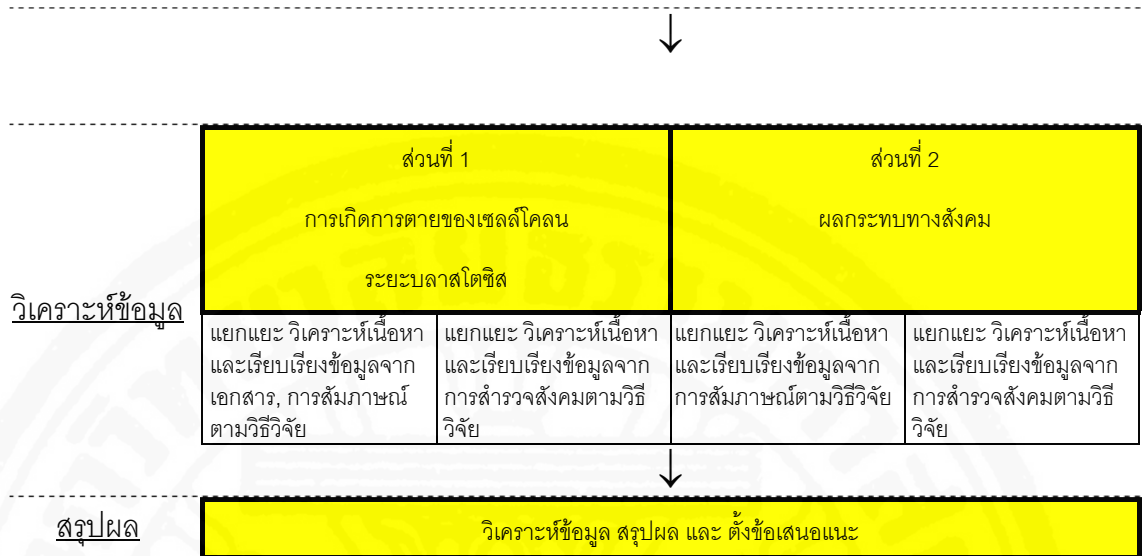 ส่วนที่ 1
การเกิดการตายของเซลล์โคลน
ระยะบลาสโตซิส
ส่วนที่ 2
ผลกระทบทางสังคม
วิเคราะห์ข้อมูล
แยกแยะ วิเคราะห์เนื้อหา
และเรียบเรียงข้อมูลจาก
เอกสาร, การสัมภาษณ์
ตามวิธีวิจัย
แยกแยะ วิเคราะห์เนื้อหา
และเรียบเรียงข้อมูลจาก
การสำรวจสังคมตามวิธี
วิจัย
แยกแยะ วิเคราะห์เนื้อหา
และเรียบเรียงข้อมูลจาก
การสัมภาษณ์ตามวิธีวิจัย
แยกแยะ วิเคราะห์เนื้อหา
และเรียบเรียงข้อมูลจาก
การสำรวจสังคมตามวิธี
วิจัย
สรุปผล
วิเคราะห์ข้อมูล สรุปผล และ ตั้งข้อเสนอแนะ